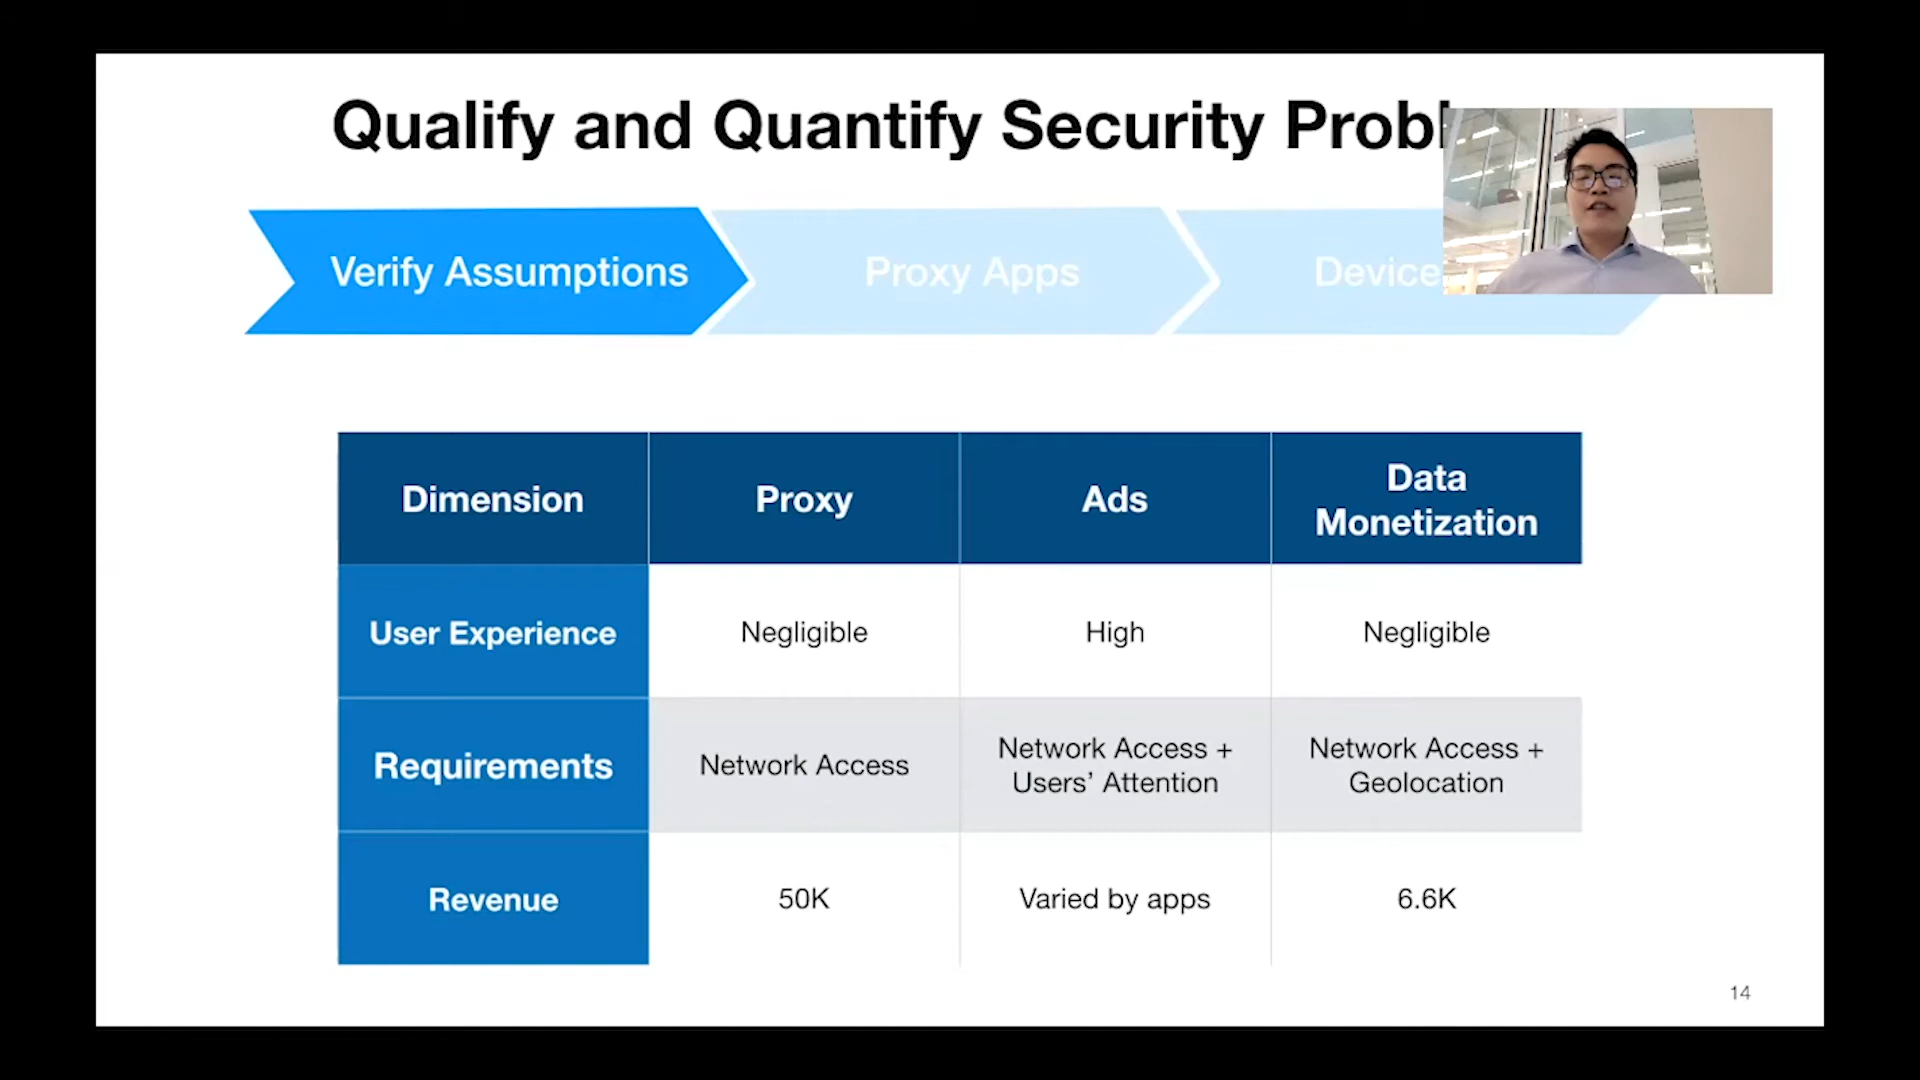 Qualify and Quantify Security
Verify Assumptions
Proxy Apps
Device
Dimension
Proxy
Ads
Data
Monetization
User Experience
Negligible
High
Negligible
Requirements
Network Access
Network Access +
Users’ Attention
Network Access +
Geolocation
Revenue
50K
Varied by apps
6.6K
14